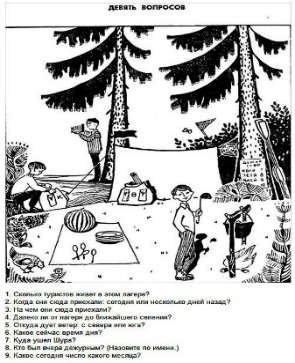 ДЕВЯТЬ ВОПРОСОВ
1. Сколько туристов живет в этом лагере?
2. Когда они сюда приехали: сегодня или несколько дней назад?
3. На чем они сюда приехали?
4. Далеко ли от лагеря до ближайшего селения?
5. Откуда дует ветер: с севера или юга?
6. Какое сейчас время дня?
7. Куда ушел Шура?
8. Кто был вчера дежурным? (Назовите по имени.)
9. Какое сегодня число какого месяца?